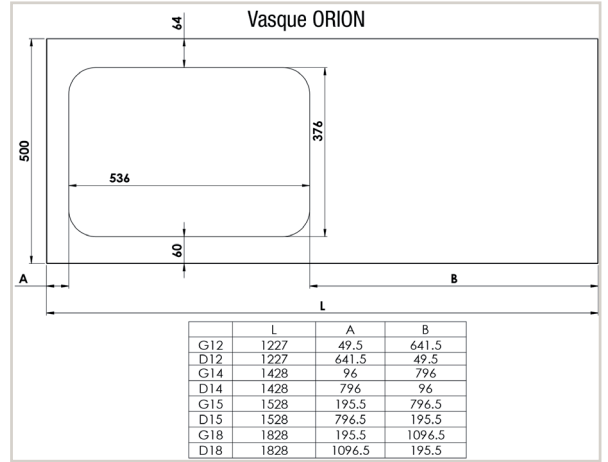 Vasque ORION
64
500
376
536
60
A
B
L
L A B
G12 1227 49.5 641.5
D12 1227 641.5 49.5
G14 1428 96 796
D14 1428 796 96
G15 1528 195.5 796.5
D15 1528 796.5 195.5
G18 1828 195.5 1096.5
D18 1828 1096.5 195.5